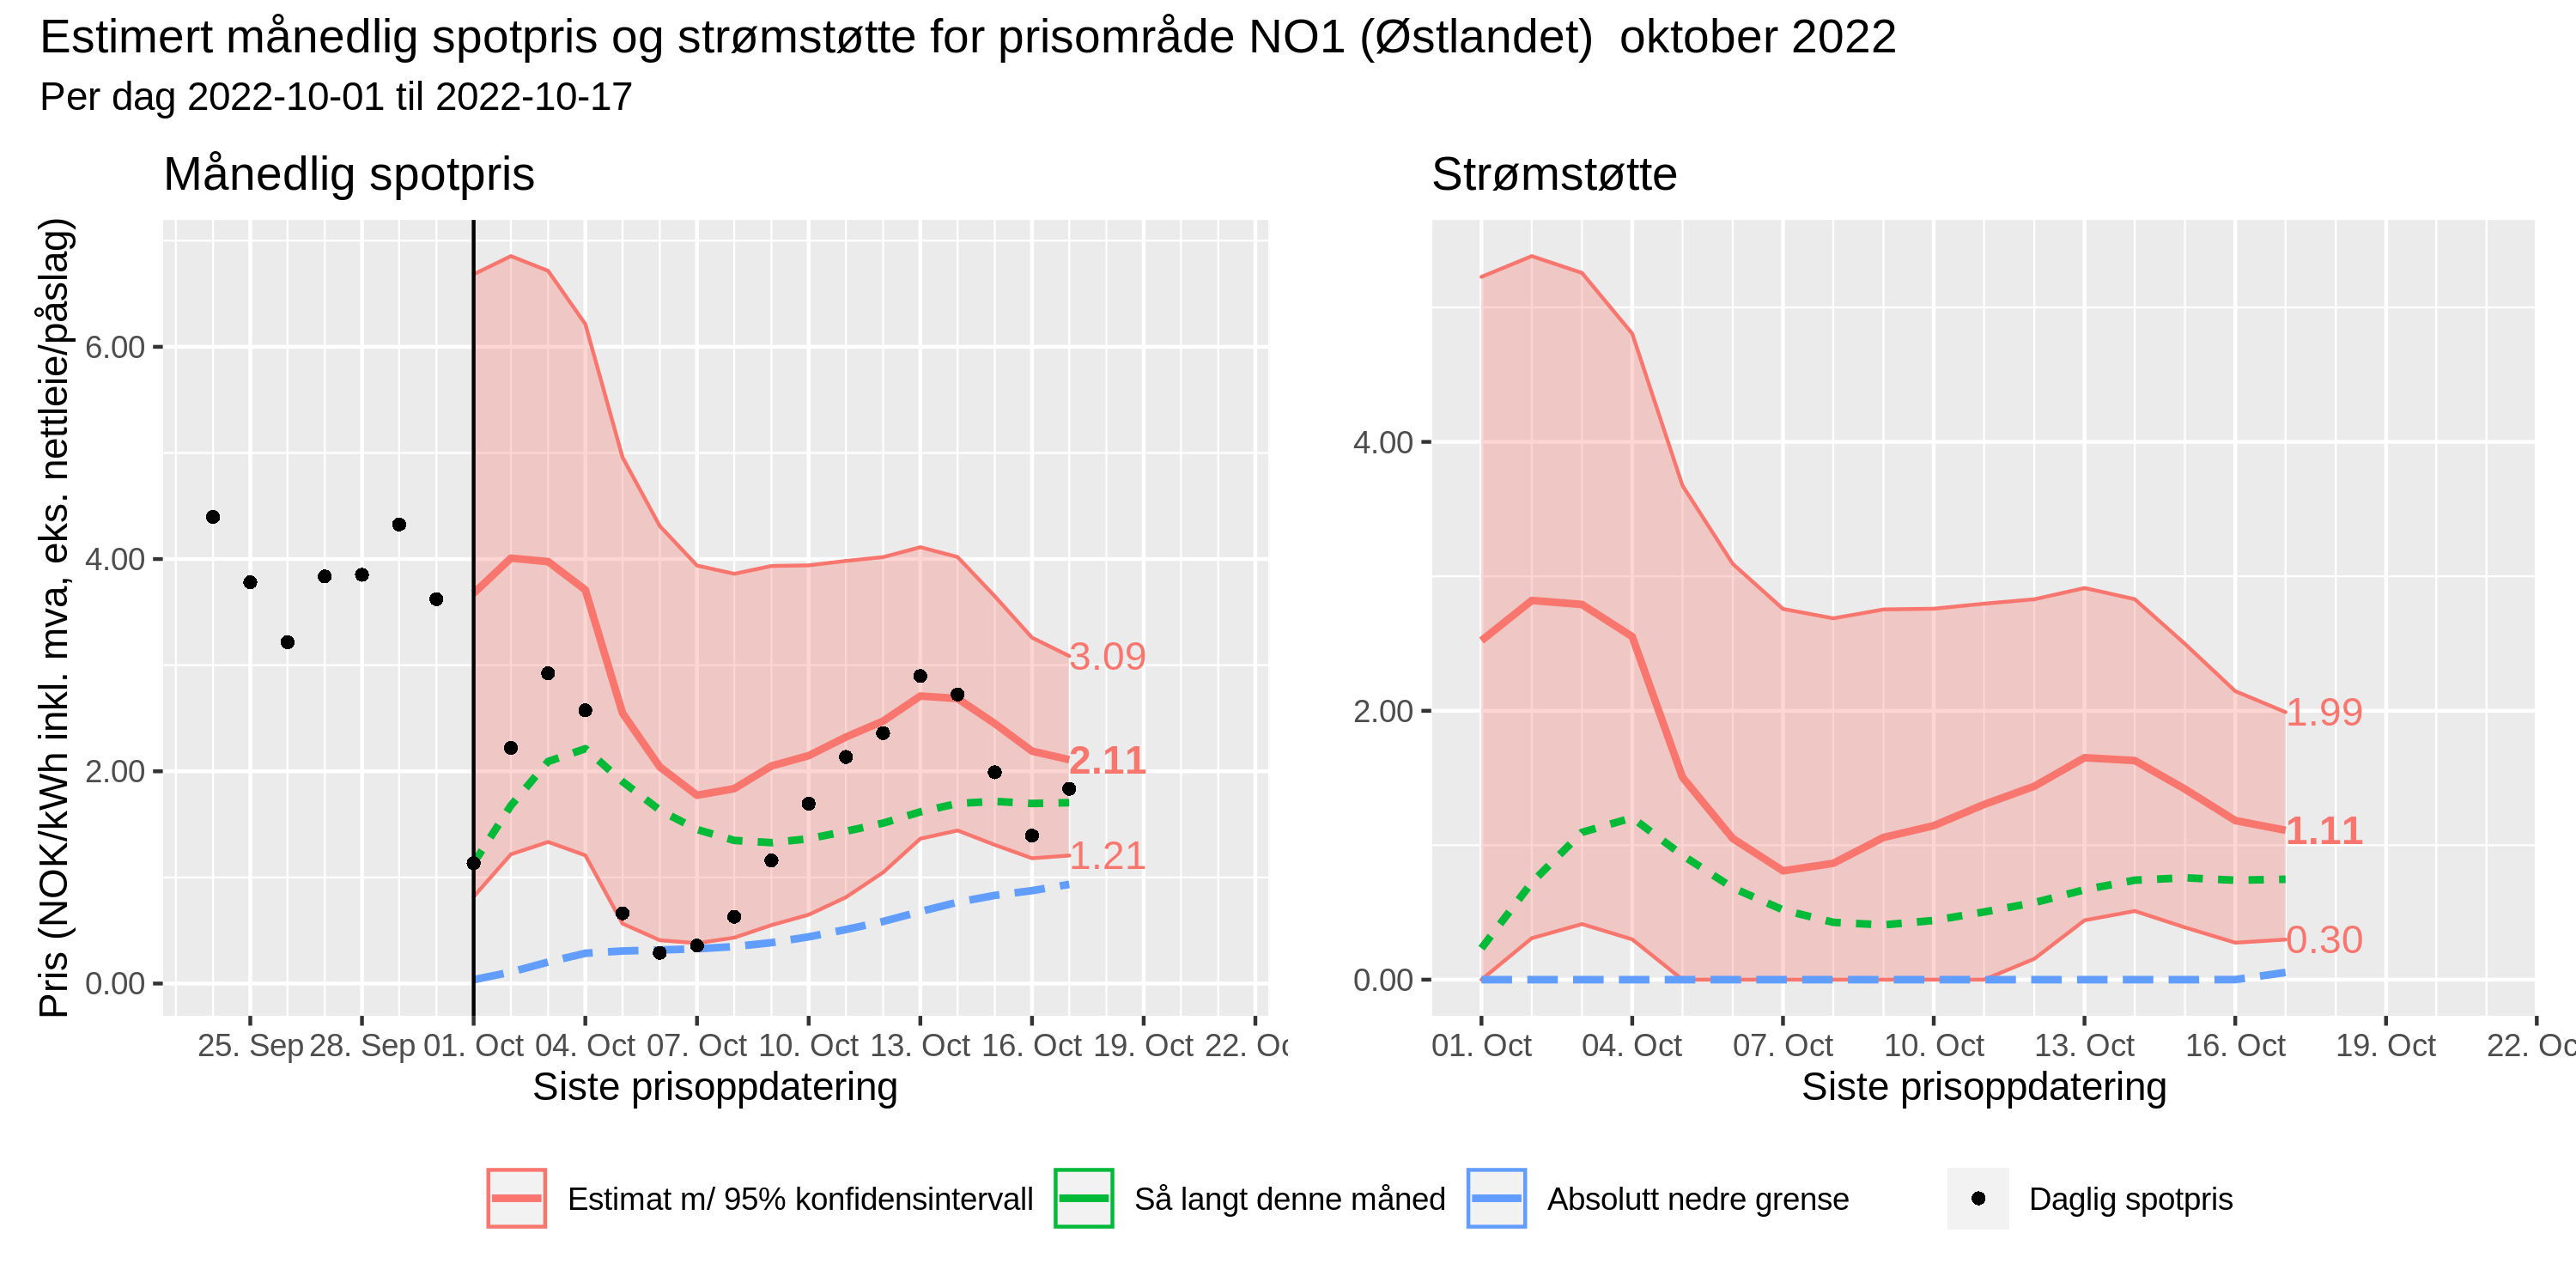 Estimert månedlig spotpris og strømstøtte for prisområde NO1 (Østlandet)  oktober 2022
Per dag 2022-10-01 til 2022-10-17
Månedlig spotpris
Pris (NOK/kWh inkl. mva, eks. nettleie/påslag)
6.00
4.00
2.00
0.00
3.09
2.11
1.21
25. Sep 28. Sep 01. Oct 04. Oct 07. Oct 10. Oct 13. Oct 16. Oct 19. Oct 22. Oc
Siste prisoppdatering
Strømstøtte
4.00
2.00
0.00
1.99
1.11
0.30
01. Oct 04. Oct 07. Oct 10. Oct 13. Oct 16. Oct 19. Oct 22. Oc
Siste prisoppdatering
Estimat m/ 95% konfidensintervall Så langt denne måned Absolutt nedre grense Daglig spotpris